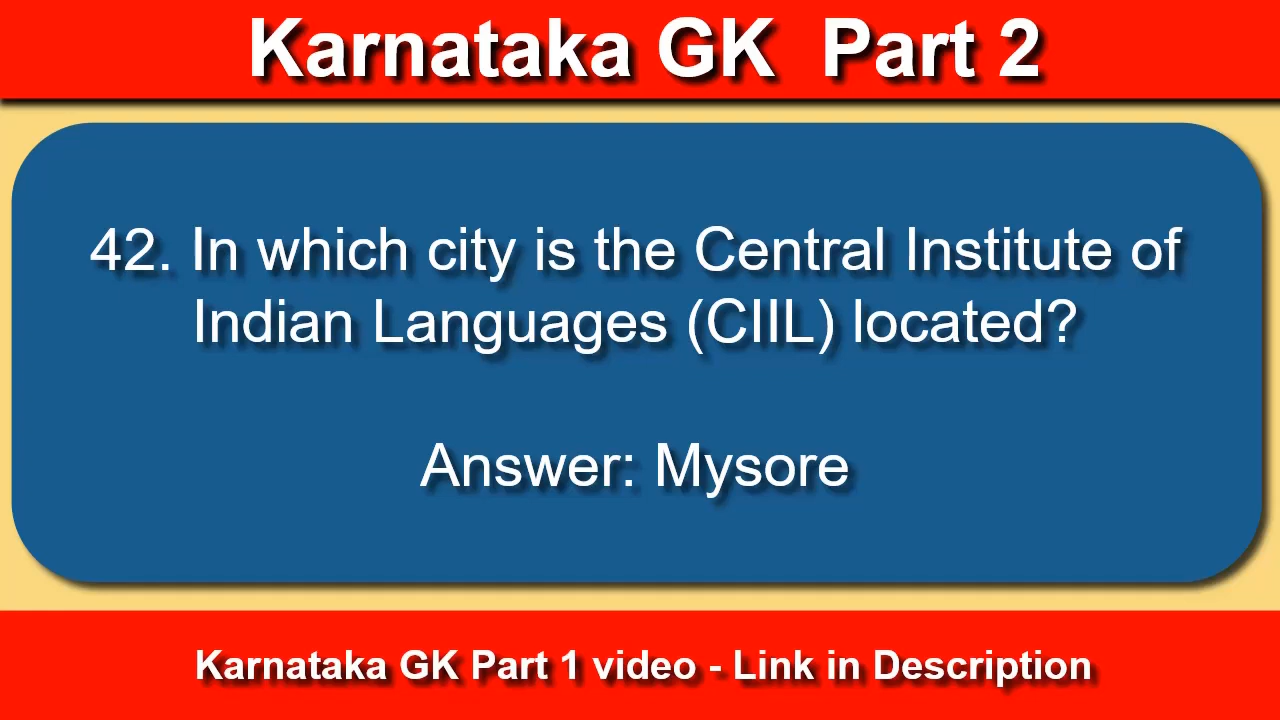 Karnataka GK Part 2
42. In which city is the Central Institute of
Indian Languages (CIIL) located?
Answer: Mysore
Karnataka GK Part 1 video - Link in Description